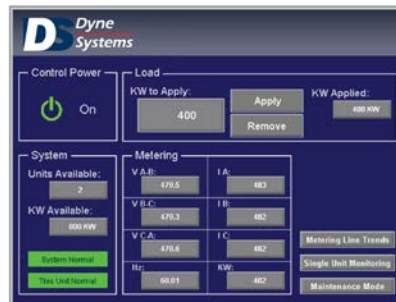 DS Dyne
Systems
Control Power
On
Load
KW to Apply:
400
Apply
Remove
KW Applied:
400 KW
System
Units Available:
2
KW Available:
800 KW
System Normal
This Unit Normal
Metering
V A-B:
479.5
I A:
483
V B-C:
479.3
I B:
482
V C-A:
479.6
I C:
482
Hz:
60.01
KW:
402
Metering Line Trends
Single Unit Monitoring
Maintenance Mode